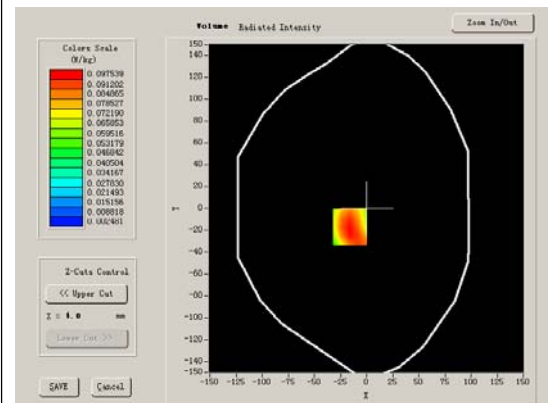 Volume Radiated Intensity
Zoom In/Out
Colors Scale
(W/kg)
0.097539
0.091202
0.084865
0.078527
0.072190
0.065853
0.059516
0.053179
0.046842
0.040504
0.034167
0.027830
0.021493
0.015156
0.008818
0.002481
Z-Cuts Control
<< Upper Cut
Z = 4.0 mm
Lower Cut >>
SAVE Cancel
150
140
120
100
80
60
40
20
0
-20
-40
-60
-80
-100
-120
-140
-150
Y
-150 -125 -100 -75 -50 -25 0 25 50 75 100 125 150
X